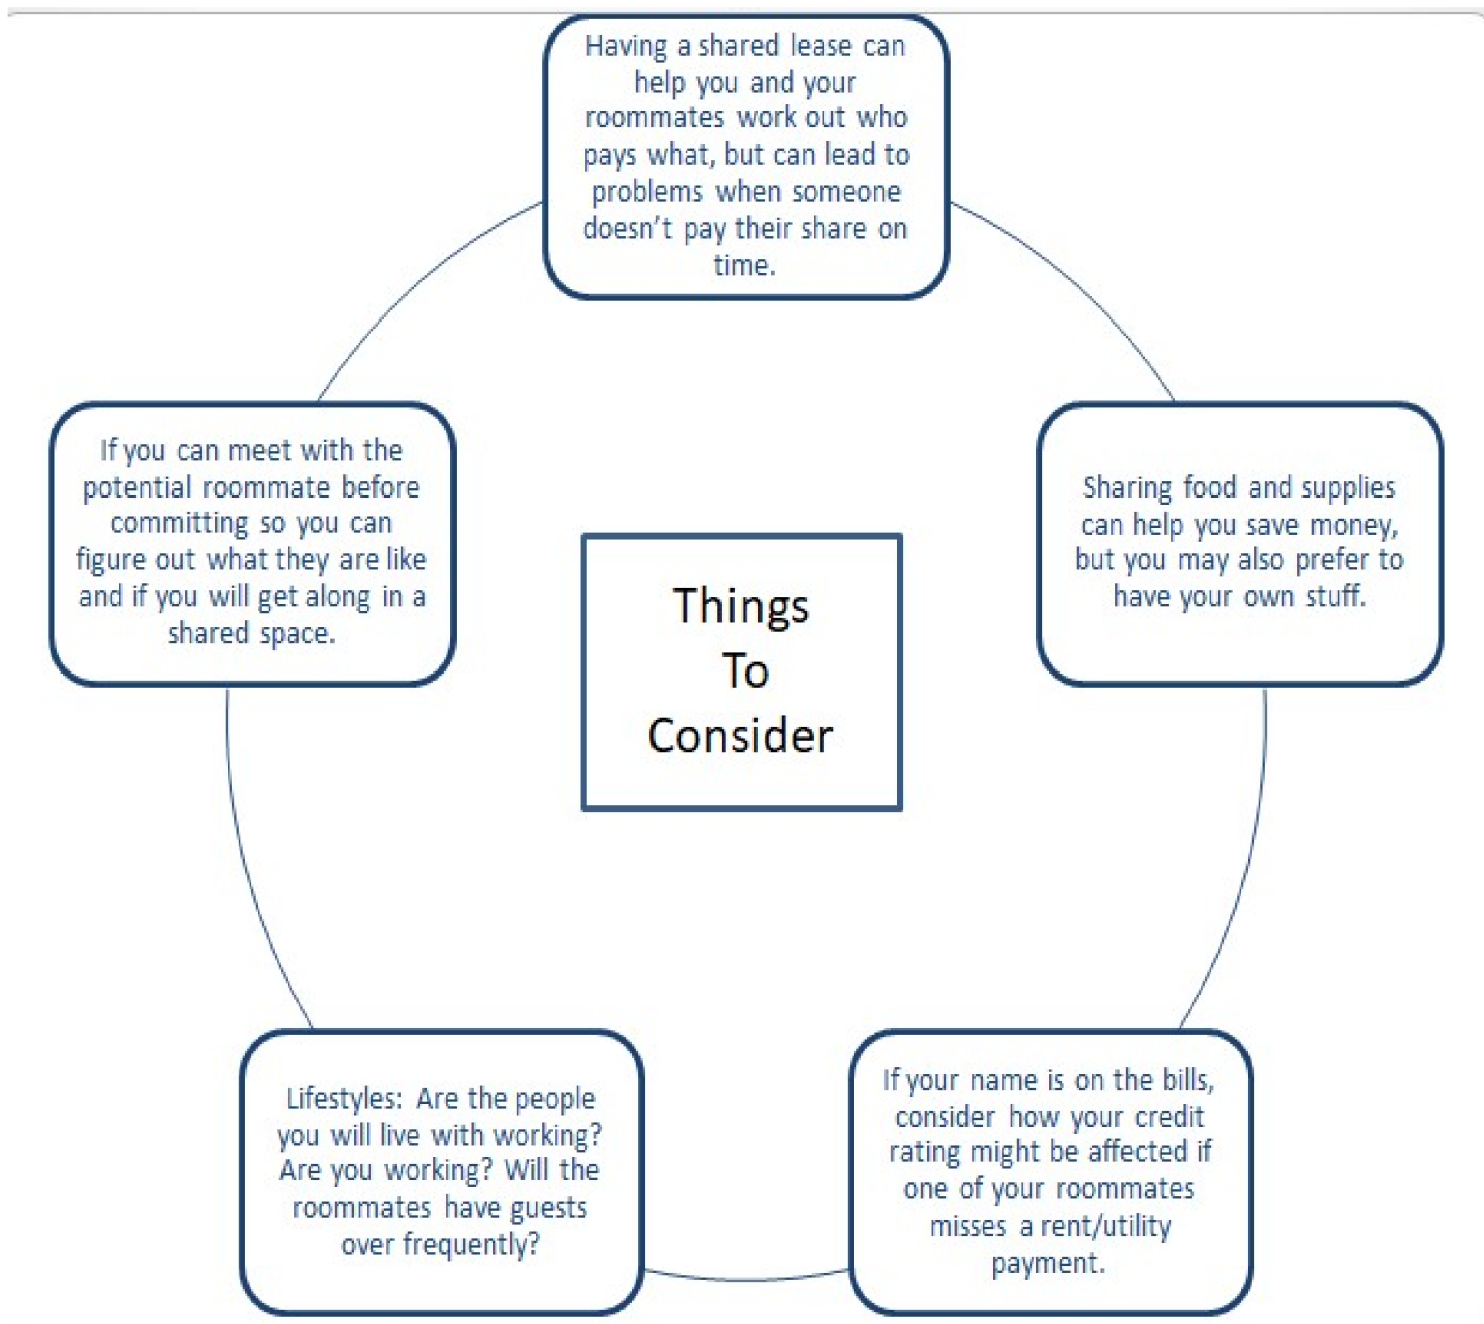 Having a shared lease can
help you and your
roommates work out who
pays what, but can lead to
problems when someone
doesn't pay their share on
time.
If you can meet with the
potential roommate before
committing so you can
figure out what they are like
and if you will get along in a
shared space.
Sharing food and supplies
can help you save money,
but you may also prefer to
have your own stuff.
Things
To
Consider
Lifestyles: Are the people
you will live with working?
Are you working? Will the
roommates have guests
over frequently?
If your name is on the bills,
consider how your credit
rating might be affected if
one of your roommates
misses a rent/utility
payment.